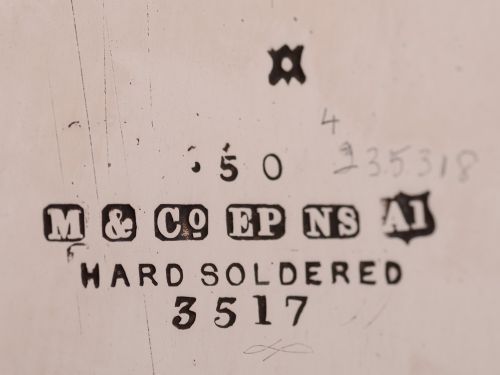 4
50 235318
M & Co EP NS A1
HARD SOLDERED
3517